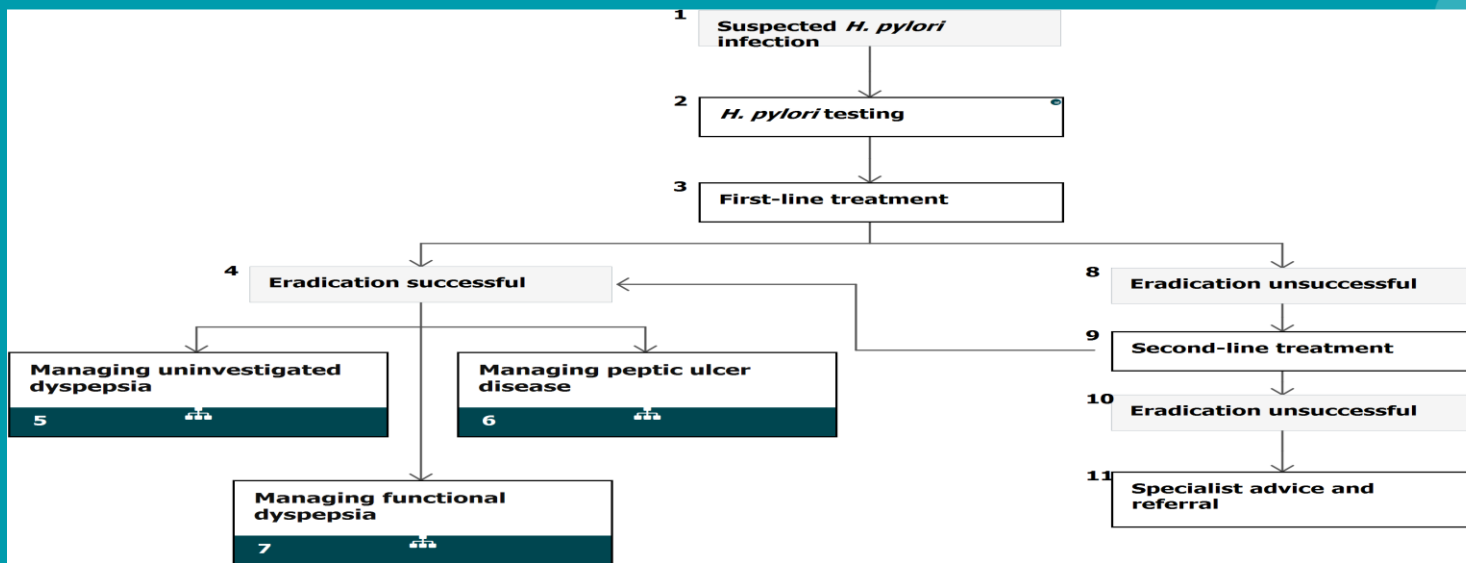 1
Suspected H. pylori
infection
2
H. pylori testing
3
First-line treatment
4
Eradication successful
8
Eradication unsuccessful
9
Second-line treatment
Managing uninvestigated
dyspepsia
5
Managing peptic ulcer
disease
6
10
Eradication unsuccessful
11
Specialist advice and
referral
Managing functional
dyspepsia
7